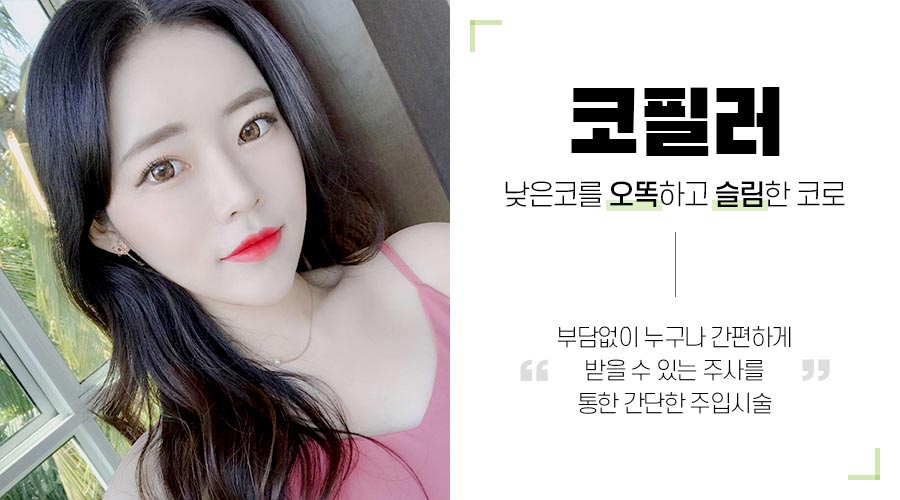 코필러
낮은코를 오똑하고 슬림한 코로
부담없이 누구나 간편하게
“ 받을 수 있는 주사를 ”
통한 간단한 주입시술